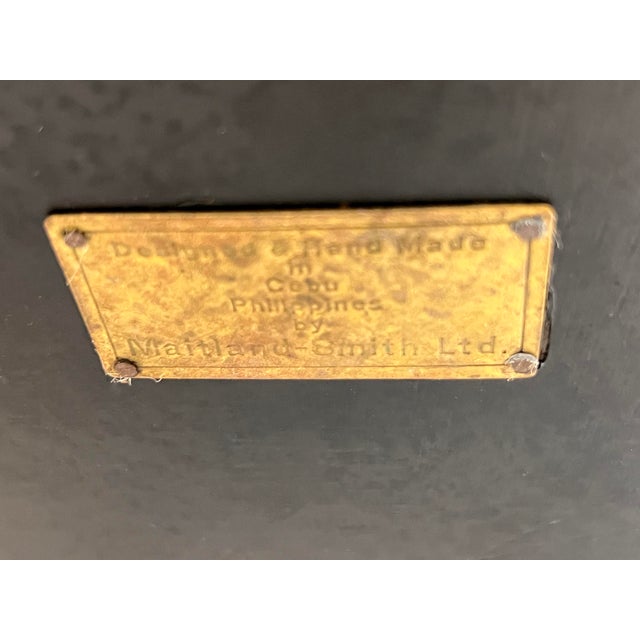 Designed & Hand Made
in
Cebu
Philippines
by
Maitland-Smith Ltd.